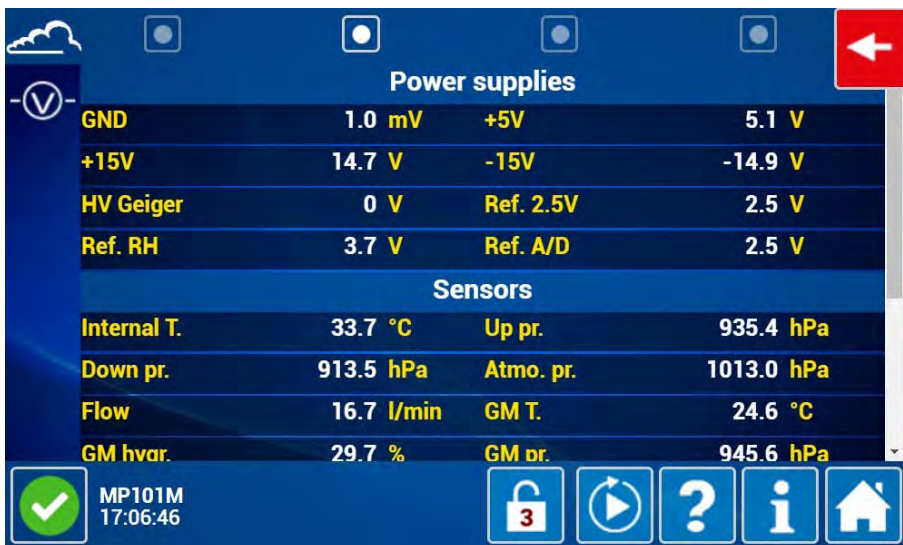 Power supplies
-V-
GND 1.0 mV +5V 5.1 V
+15V 14.7 V -15V -14.9 V
HV Geiger 0 V Ref. 2.5V 2.5 V
Ref. RH 3.7 V Ref. A/D 2.5 V
Sensors
Internal T. 33.7 °C Up pr. 935.4 hPa
Down pr. 913.5 hPa Atmo. pr. 1013.0 hPa
Flow 16.7 l/min GM T. 24.6 °C
GM hygr. 29.7 % GM pr. 945.6 hPa
MP101M
17:06:46
3
?
i